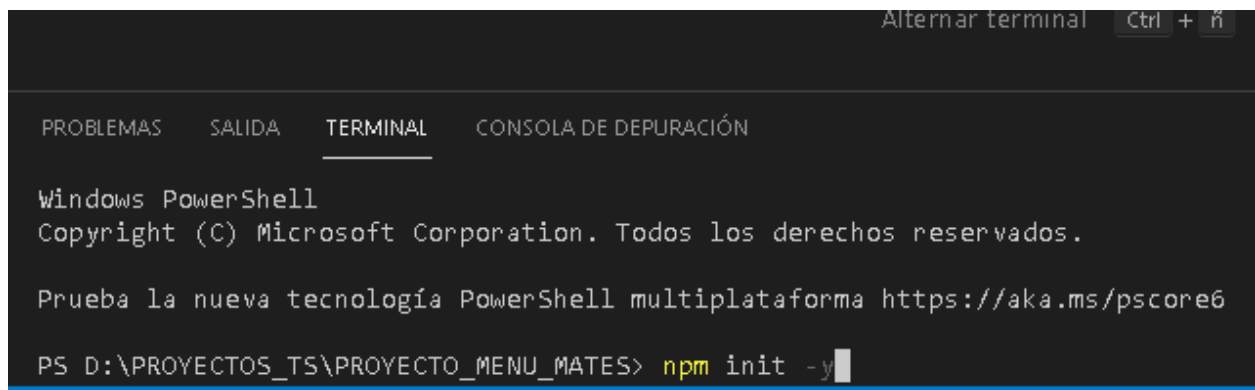 Alternar terminal Ctrl + ñ
PROBLEMAS SALIDA TERMINAL CONSOLA DE DEPURACIÓN
Windows PowerShell
Copyright (C) Microsoft Corporation. Todos los derechos reservados.
Prueba la nueva tecnología PowerShell multiplataforma https://aka.ms/pscore6
PS D:\PROYECTOS_TS\PROYECTO_MENU_MATES> npm init -y